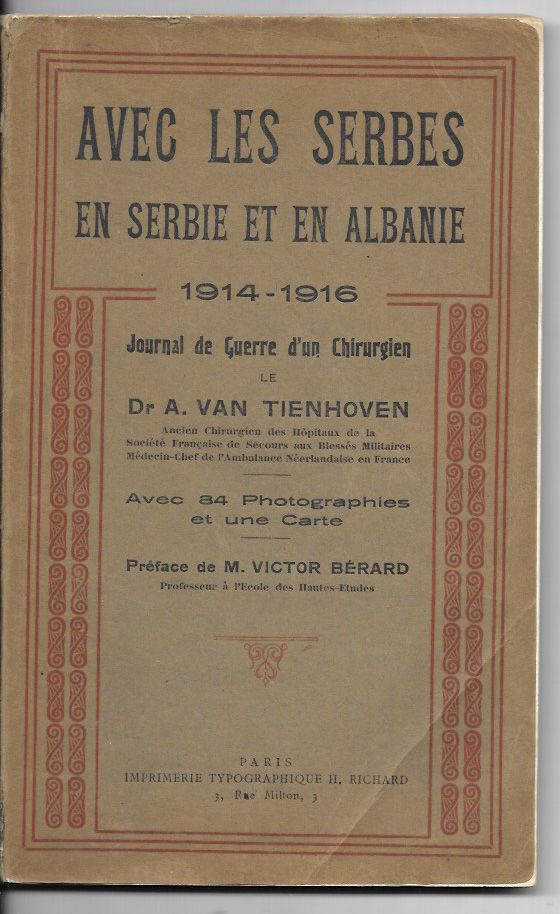 AVEC LES SERBES
EN SERBIE ET EN ALBANIE
1914-1916
Journal de Guerre d'un Chirurgien
LE
Dr A. VAN TIENHOVEN
Ancien Chirurgien des Hôpitaux de la
Société Française de Secours aux Blessés Militaires
Médecin-Chef de l'Ambulance Néerlandaise en France
Avec 84 Photographies
et une Carte
Préface de M. VICTOR BÉRARD
Professeur à l'Ecole des Hautes-Etudes
PARIS
IMPRIMERIE TYPOGRAPHIQUE H. RICHARD
3, Rue Milton, 3